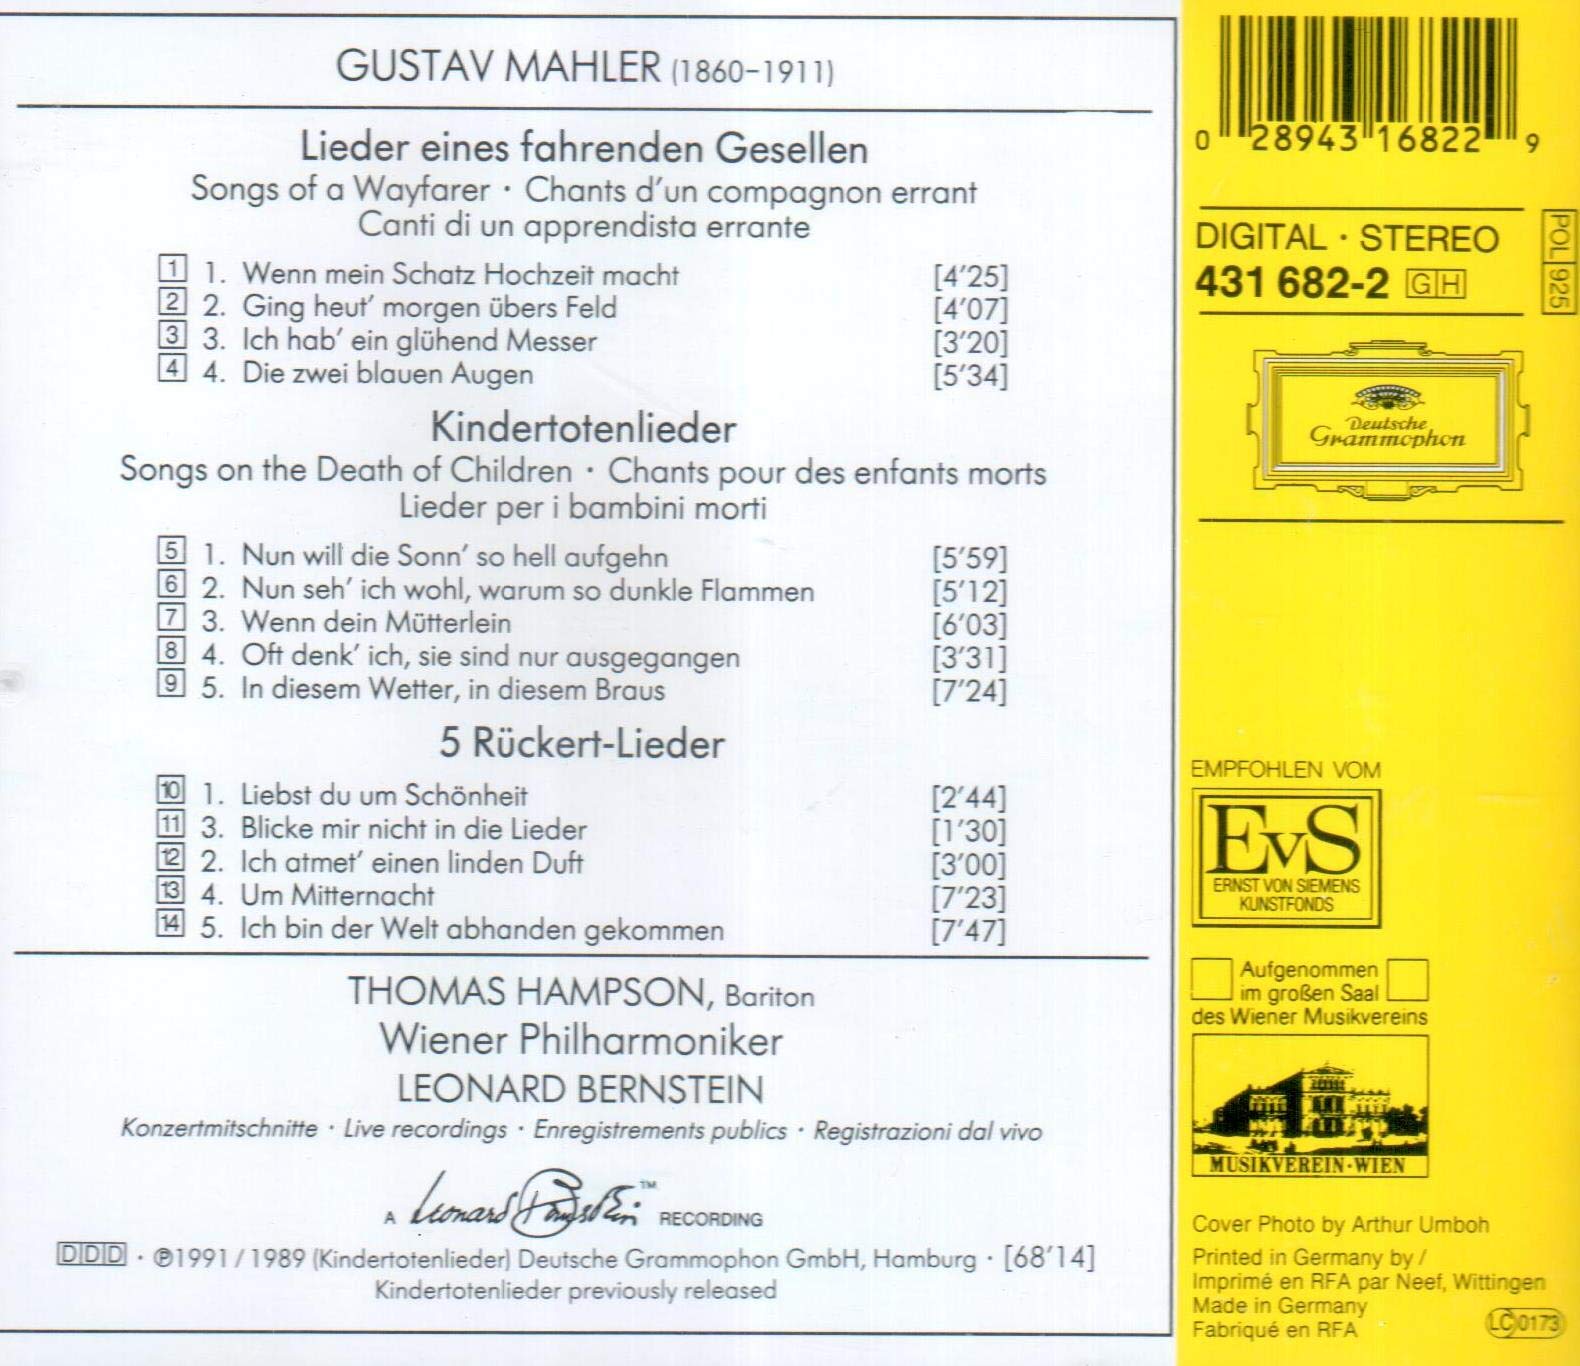 GUSTAV MAHLER (1860–1911)
Lieder eines fahrenden Gesellen
Songs of a Wayfarer · Chants d'un compagnon errant
Canti di un apprendista errante
1 1. Wenn mein Schatz Hochzeit macht [4'25]
2 2. Ging heut' morgen übers Feld [4'07]
3 3. Ich hab' ein glühend Messer [3'20]
4 4. Die zwei blauen Augen [5'34]
Kindertotenlieder
Songs on the Death of Children · Chants pour des enfants morts
Lieder per i bambini morti
5 1. Nun will die Sonn' so hell aufgehn [5'59]
6 2. Nun seh' ich wohl, warum so dunkle Flammen [5'12]
7 3. Wenn dein Mütterlein [6'03]
8 4. Oft denk' ich, sie sind nur ausgegangen [3'31]
9 5. In diesem Wetter, in diesem Braus [7'24]
5 Rückert-Lieder
10 1. Liebst du um Schönheit [2'44]
11 3. Blicke mir nicht in die Lieder [1'30]
12 2. Ich atmet' einen linden Duft [3'00]
13 4. Um Mitternacht [7'23]
14 5. Ich bin der Welt abhanden gekommen [7'47]
THOMAS HAMPSON, Bariton
Wiener Philharmoniker
LEONARD BERNSTEIN
Konzertmitschnitte · Live recordings · Enregistrements publics · Registrazioni dal vivo
A Leonard Bernstein™ RECORDING
DDD · ℗1991 / 1989 (Kindertotenlieder) Deutsche Grammophon GmbH, Hamburg · [68'14]
Kindertotenlieder previously released
0 28943 16822 9
DIGITAL · STEREO
431 682-2 GH
POL 925
Deutsche
Grammophon
EMPFOHLEN VOM
EvS
ERNST VON SIEMENS
KUNSTFONDS
Aufgenommen
im großen Saal
des Wiener Musikvereins
MUSIKVEREIN·WIEN
Cover Photo by Arthur Umboh
Printed in Germany by /
Imprimé en RFA par Neef, Wittingen
Made in Germany
Fabriqué en RFA
LC 0173